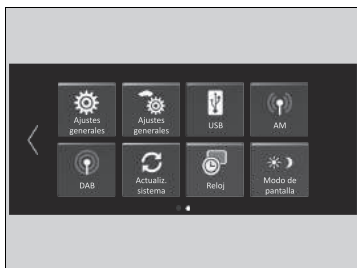 Ajustes
generales
Ajustes
generales
USB
AM
DAB
Actualiz.
sistema
Reloj
Modo de
pantalla